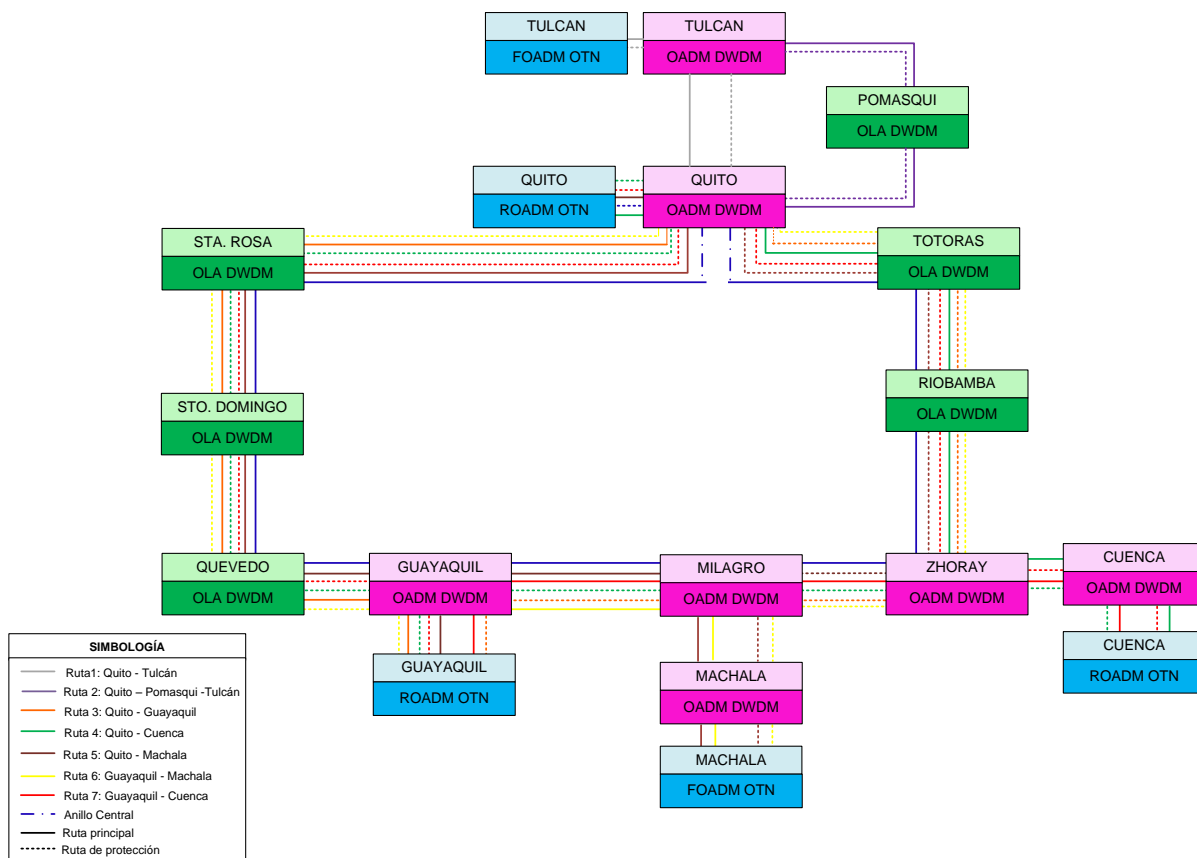 TULCAN
FOADM OTN
TULCAN
OADM DWDM
POMASQUI
OLA DWDM
QUITO
ROADM OTN
QUITO
OADM DWDM
STA. ROSA
OLA DWDM
TOTORAS
OLA DWDM
STO. DOMINGO
OLA DWDM
RIOBAMBA
OLA DWDM
QUEVEDO
OLA DWDM
GUAYAQUIL
OADM DWDM
MILAGRO
OADM DWDM
ZHORAY
OADM DWDM
CUENCA
OADM DWDM
GUAYAQUIL
ROADM OTN
MACHALA
OADM DWDM
CUENCA
ROADM OTN
MACHALA
FOADM OTN
SIMBOLOGÍA
Ruta1: Quito - Tulcán
Ruta 2: Quito – Pomasqui -Tulcán
Ruta 3: Quito - Guayaquil
Ruta 4: Quito - Cuenca
Ruta 5: Quito - Machala
Ruta 6: Guayaquil - Machala
Ruta 7: Guayaquil - Cuenca
Anillo Central
Ruta principal
Ruta de protección